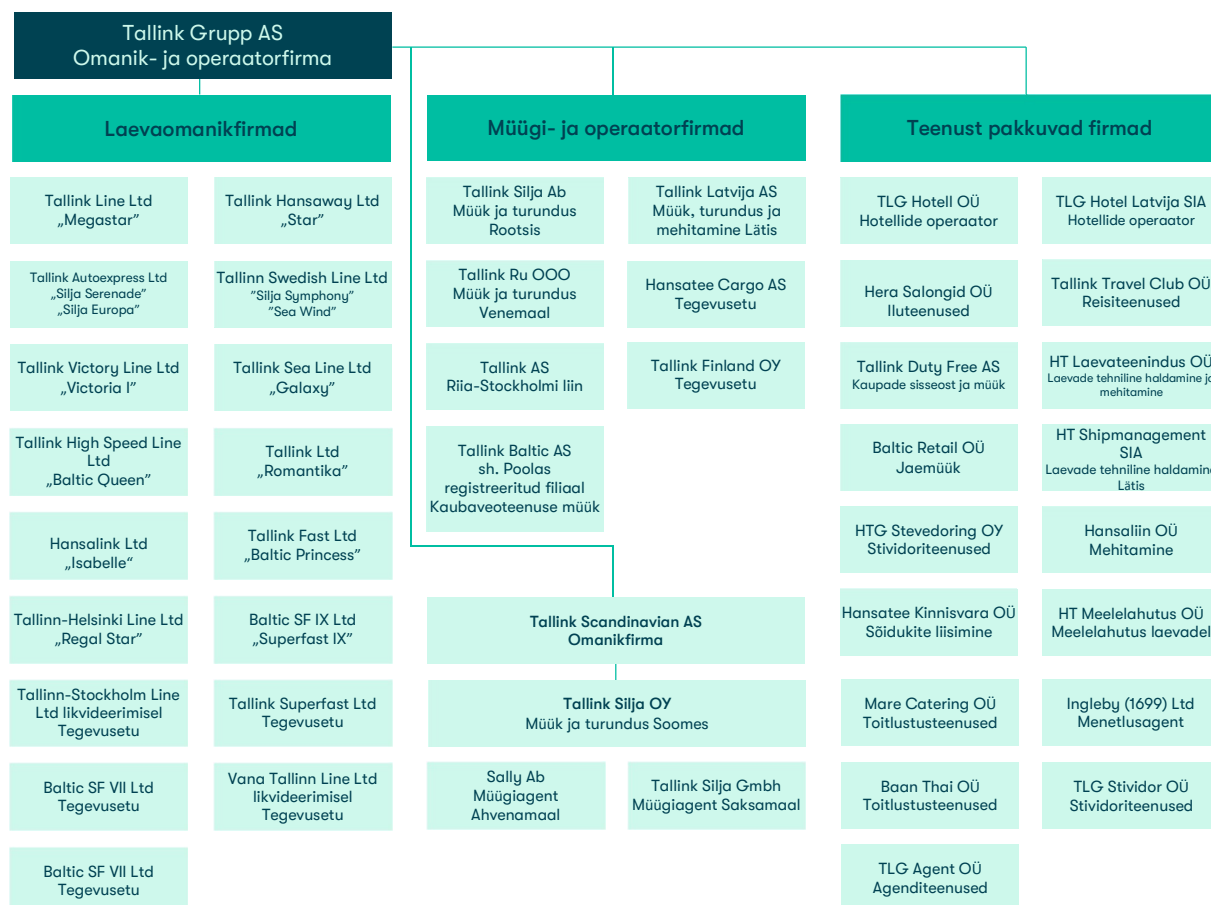 Tallink Grupp AS
Omanik- ja operaatorfirma
Laevaomanikfirmad
Tallink Line Ltd
„Megastar”
Tallink Hansaway Ltd
„Star”
Tallink Autoexpress Ltd
„Silja Serenade”
„Silja Europa”
Tallinn Swedish Line Ltd
”Silja Symphony”
”Sea Wind”
Tallink Victory Line Ltd
„Victoria I”
Tallink Sea Line Ltd
„Galaxy”
Tallink High Speed Line
Ltd
„Baltic Queen”
Tallink Ltd
„Romantika”
Hansalink Ltd
„Isabelle“
Tallink Fast Ltd
„Baltic Princess”
Tallinn-Helsinki Line Ltd
„Regal Star”
Baltic SF IX Ltd
„Superfast IX”
Tallinn-Stockholm Line
Ltd likvideerimisel
Tegevusetu
Tallink Superfast Ltd
Tegevusetu
Baltic SF VII Ltd
Tegevusetu
Vana Tallinn Line Ltd
likvideerimisel
Tegevusetu
Baltic SF VII Ltd
Tegevusetu
Müügi- ja operaatorfirmad
Tallink Silja Ab
Müük ja turundus
Rootsis
Tallink Latvija AS
Müük, turundus ja
mehitamine Lätis
Tallink Ru OOO
Müük ja turundus
Venemaal
Hansatee Cargo AS
Tegevusetu
Tallink AS
Riia-Stockholmi liin
Tallink Finland OY
Tegevusetu
Tallink Baltic AS
sh. Poolas
registreeritud filiaal
Kaubaveoteenuse müük
Tallink Scandinavian AS
Omanikfirma
Tallink Silja OY
Müük ja turundus Soomes
Sally Ab
Müügiagent
Ahvenamaal
Tallink Silja Gmbh
Müügiagent Saksamaal
Teenust pakkuvad firmad
TLG Hotell OÜ
Hotellide operaator
TLG Hotel Latvija SIA
Hotellide operaator
Hera Salongid OÜ
Iluteenused
Tallink Travel Club OÜ
Reisiteenused
Tallink Duty Free AS
Kaupade sisseost ja müük
HT Laevateenindus OÜ
Laevade tehniline haldamine ja
mehitamine
Baltic Retail OÜ
Jaemüük
HT Shipmanagement
SIA
Laevade tehniline haldamine
Lätis
HTG Stevedoring OY
Stividoriteenused
Hansaliin OÜ
Mehitamine
Hansatee Kinnisvara OÜ
Sõidukite liisimine
HT Meelelahutus OÜ
Meelelahutus laevadel
Mare Catering OÜ
Toitlustusteenused
Ingleby (1699) Ltd
Menetlusagent
Baan Thai OÜ
Toitlustusteenused
TLG Stividor OÜ
Stividoriteenused
TLG Agent OÜ
Agenditeenused